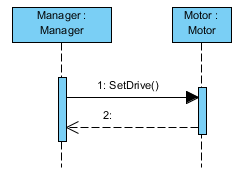 Manager :
Manager
Motor :
Motor
1: SetDrive()
2: